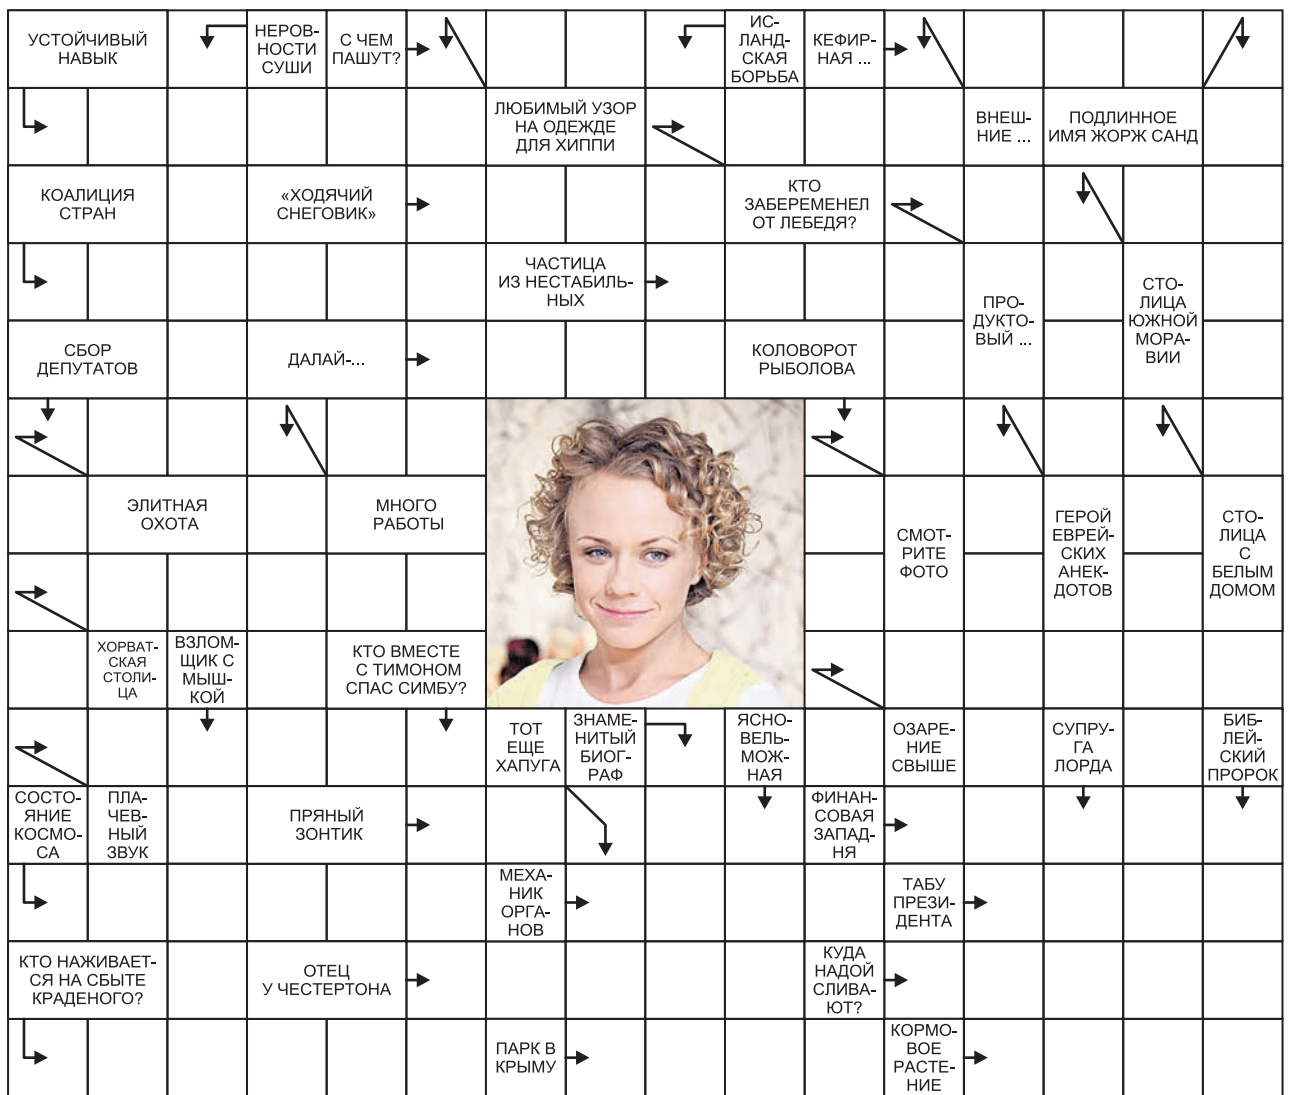 УСТОЙЧИВЫЙ
НАВЫК
НЕРОВ-
НОСТИ
СУШИ
С ЧЕМ
ПАШУТ?
ИС-
ЛАНД-
СКАЯ
БОРЬБА
КЕФИР-
НАЯ ...
ЛЮБИМЫЙ УЗОР
НА ОДЕЖДЕ
ДЛЯ ХИППИ
ВНЕШ-
НИЕ ...
ПОДЛИННОЕ
ИМЯ ЖОРЖ САНД
КОАЛИЦИЯ
СТРАН
«ХОДЯЧИЙ
СНЕГОВИК»
КТО
ЗАБЕРЕМЕНЕЛ
ОТ ЛЕБЕДЯ?
ЧАСТИЦА
ИЗ НЕСТАБИЛЬ-
НЫХ
ПРО-
ДУКТО-
ВЫЙ ...
СТО-
ЛИЦА
ЮЖНОЙ
МОРА-
ВИИ
СБОР
ДЕПУТАТОВ
ДАЛАЙ-...
КОЛОВОРОТ
РЫБОЛОВА
ЭЛИТНАЯ
ОХОТА
МНОГО
РАБОТЫ
СМОТ-
РИТЕ
ФОТО
ГЕРОЙ
ЕВРЕЙ-
СКИХ
АНЕК-
ДОТОВ
СТО-
ЛИЦА
С
БЕЛЫМ
ДОМОМ
ХОРВАТ-
СКАЯ
СТОЛИ-
ЦА
ВЗЛОМ-
ЩИК С
МЫШ-
КОЙ
КТО ВМЕСТЕ
С ТИМОНОМ
СПАС СИМБУ?
ТОТ
ЕЩЕ
ХАПУГА
ЗНАМЕ-
НИТЫЙ
БИОГ-
РАФ
ЯСНО-
ВЕЛЬ-
МОЖ-
НАЯ
ОЗАРЕ-
НИЕ
СВЫШЕ
СУПРУ-
ГА
ЛОРДА
БИБ-
ЛЕЙ-
СКИЙ
ПРОРОК
СОСТО-
ЯНИЕ
КОСМО-
СА
ПЛА-
ЧЕВ-
НЫЙ
ЗВУК
ПРЯНЫЙ
ЗОНТИК
ФИНАН-
СОВАЯ
ЗАПАД-
НЯ
МЕХА-
НИК
ОРГА-
НОВ
ТАБУ
ПРЕЗИ-
ДЕНТА
КТО НАЖИВАЕТ-
СЯ НА СБЫТЕ
КРАДЕНОГО?
ОТЕЦ
У ЧЕСТЕРТОНА
КУДА
НАДОЙ
СЛИВА-
ЮТ?
ПАРК В
КРЫМУ
КОРМО-
ВОЕ
РАСТЕ-
НИЕ